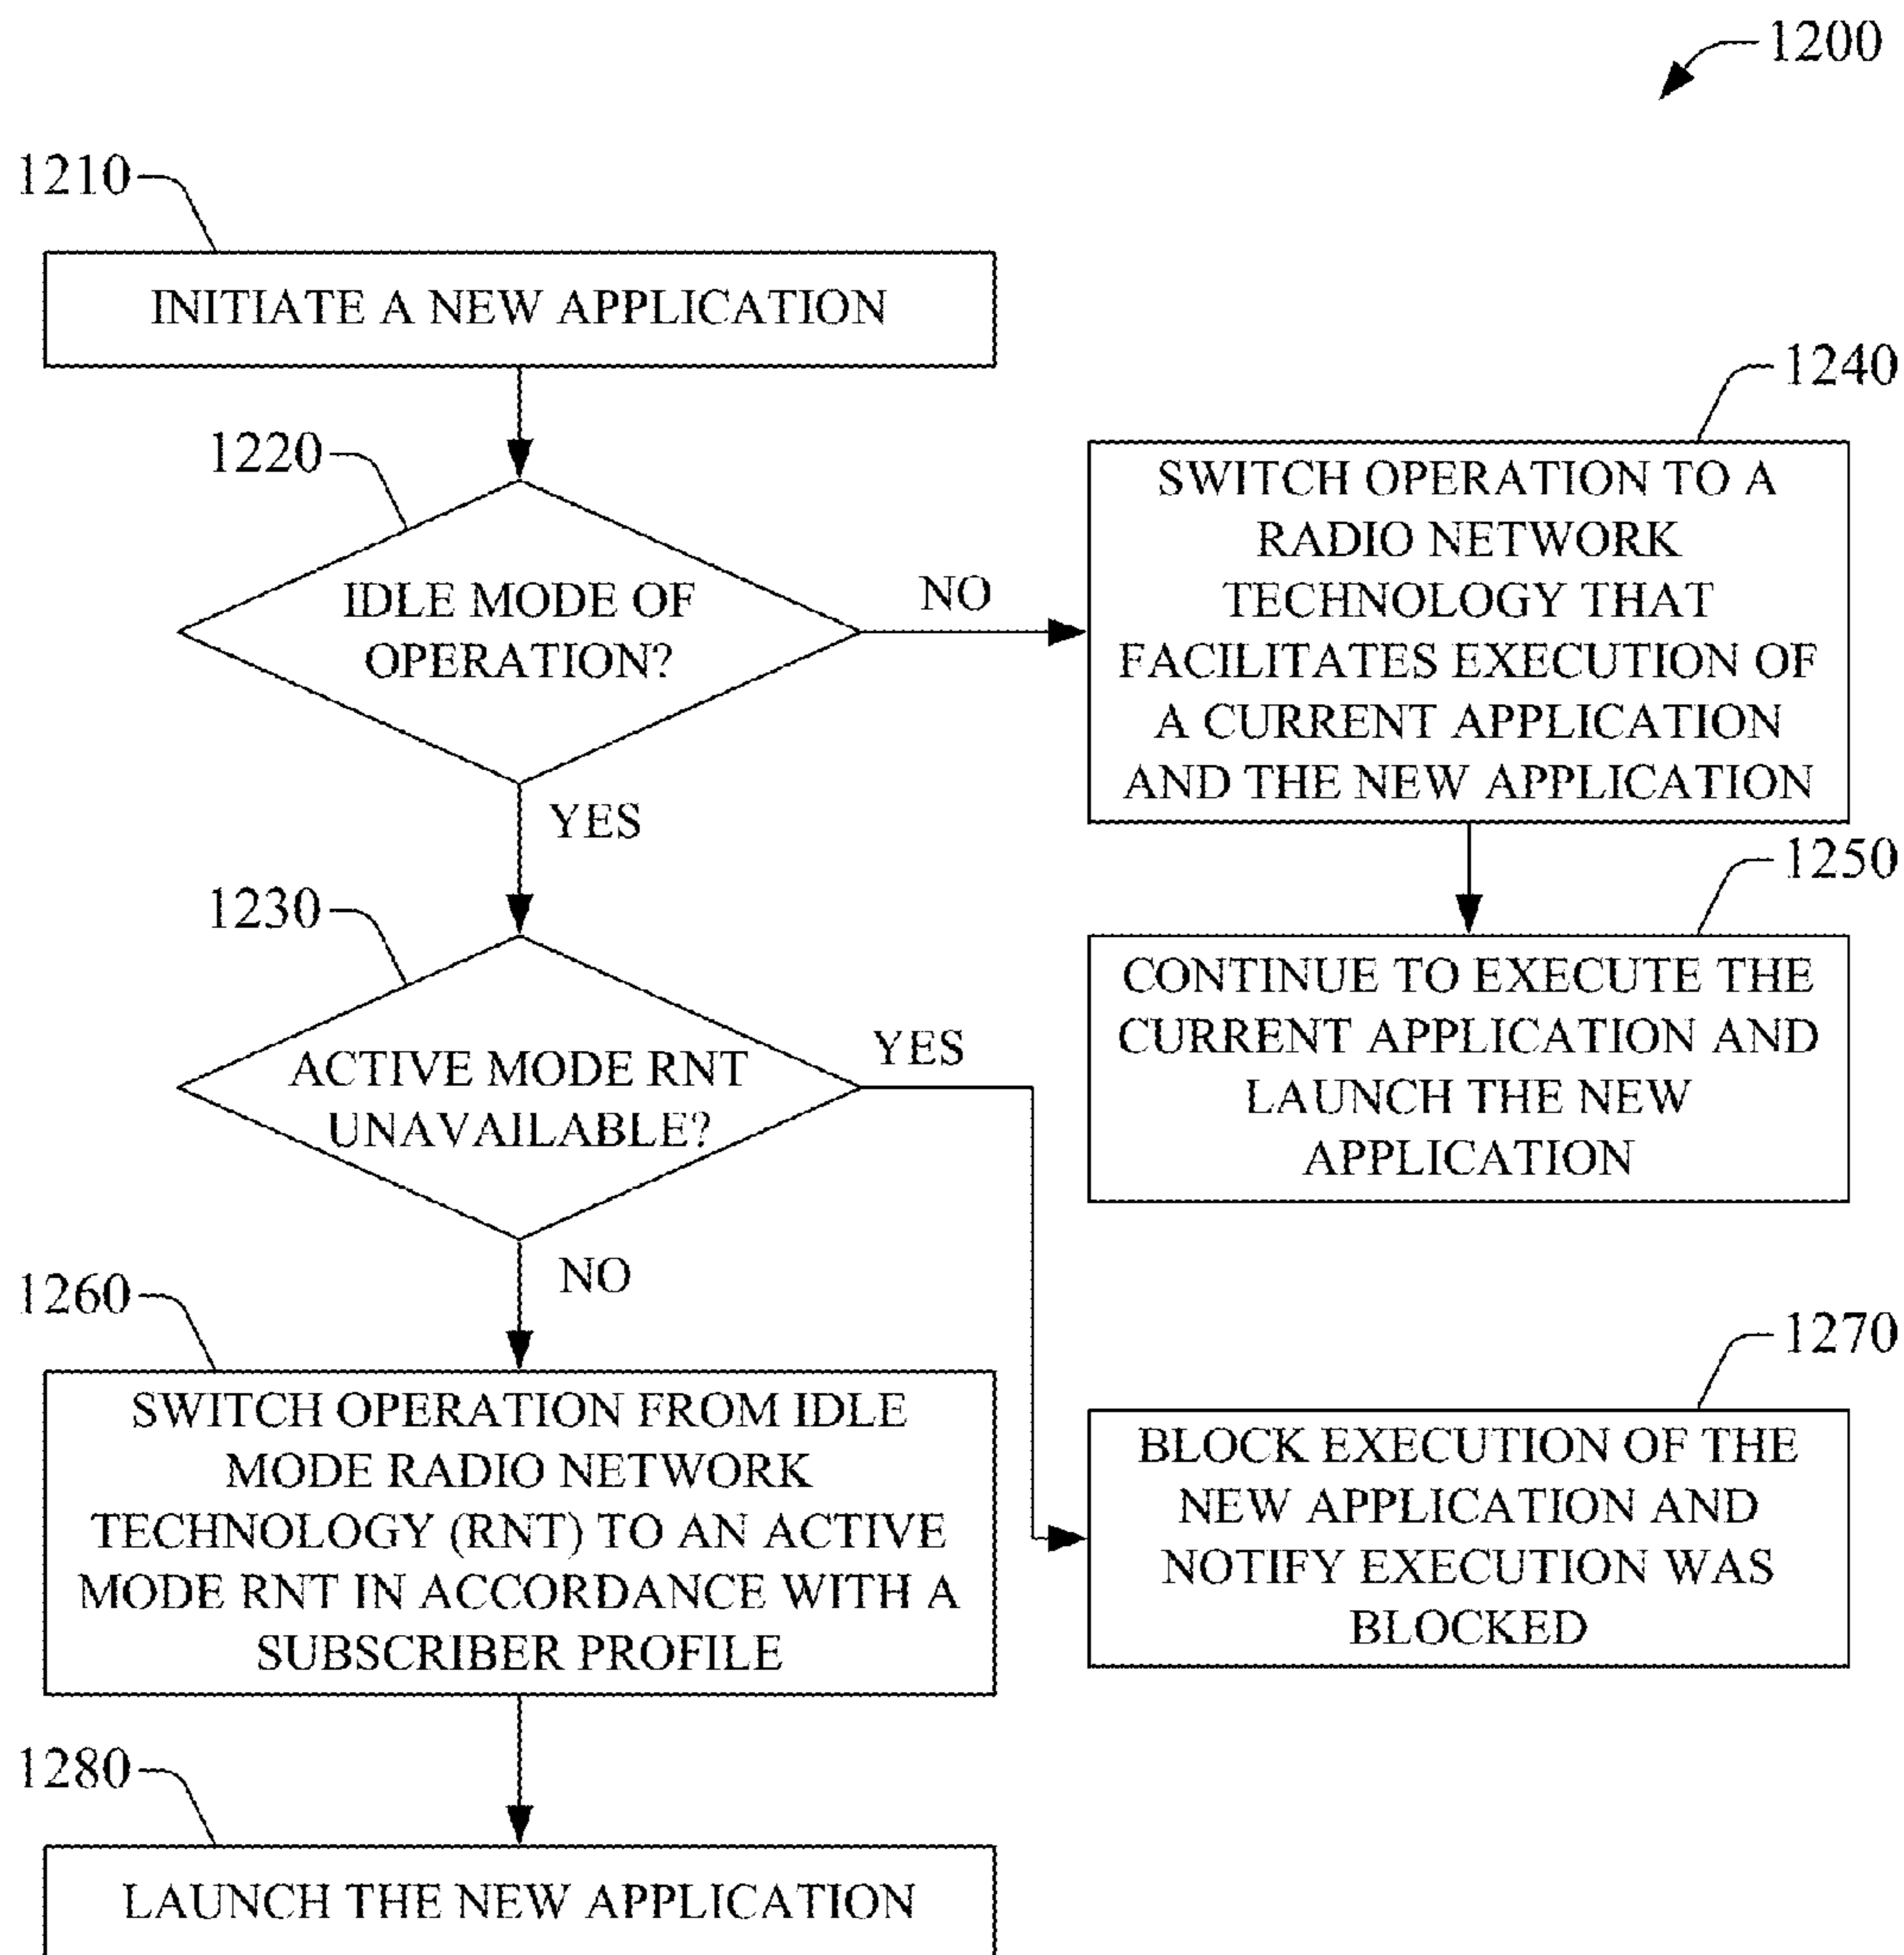 1200
1210
INITIATE A NEW APPLICATION
1220
IDLE MODE OF
OPERATION?
NO
YES
1240
SWITCH OPERATION TO A
RADIO NETWORK
TECHNOLOGY THAT
FACILITATES EXECUTION OF
A CURRENT APPLICATION
AND THE NEW APPLICATION
1250
CONTINUE TO EXECUTE THE
CURRENT APPLICATION AND
LAUNCH THE NEW
APPLICATION
1230
ACTIVE MODE RNT
UNAVAILABLE?
YES
NO
1260
SWITCH OPERATION FROM IDLE
MODE RADIO NETWORK
TECHNOLOGY (RNT) TO AN ACTIVE
MODE RNT IN ACCORDANCE WITH A
SUBSCRIBER PROFILE
1270
BLOCK EXECUTION OF THE
NEW APPLICATION AND
NOTIFY EXECUTION WAS
BLOCKED
1280
LAUNCH THE NEW APPLICATION